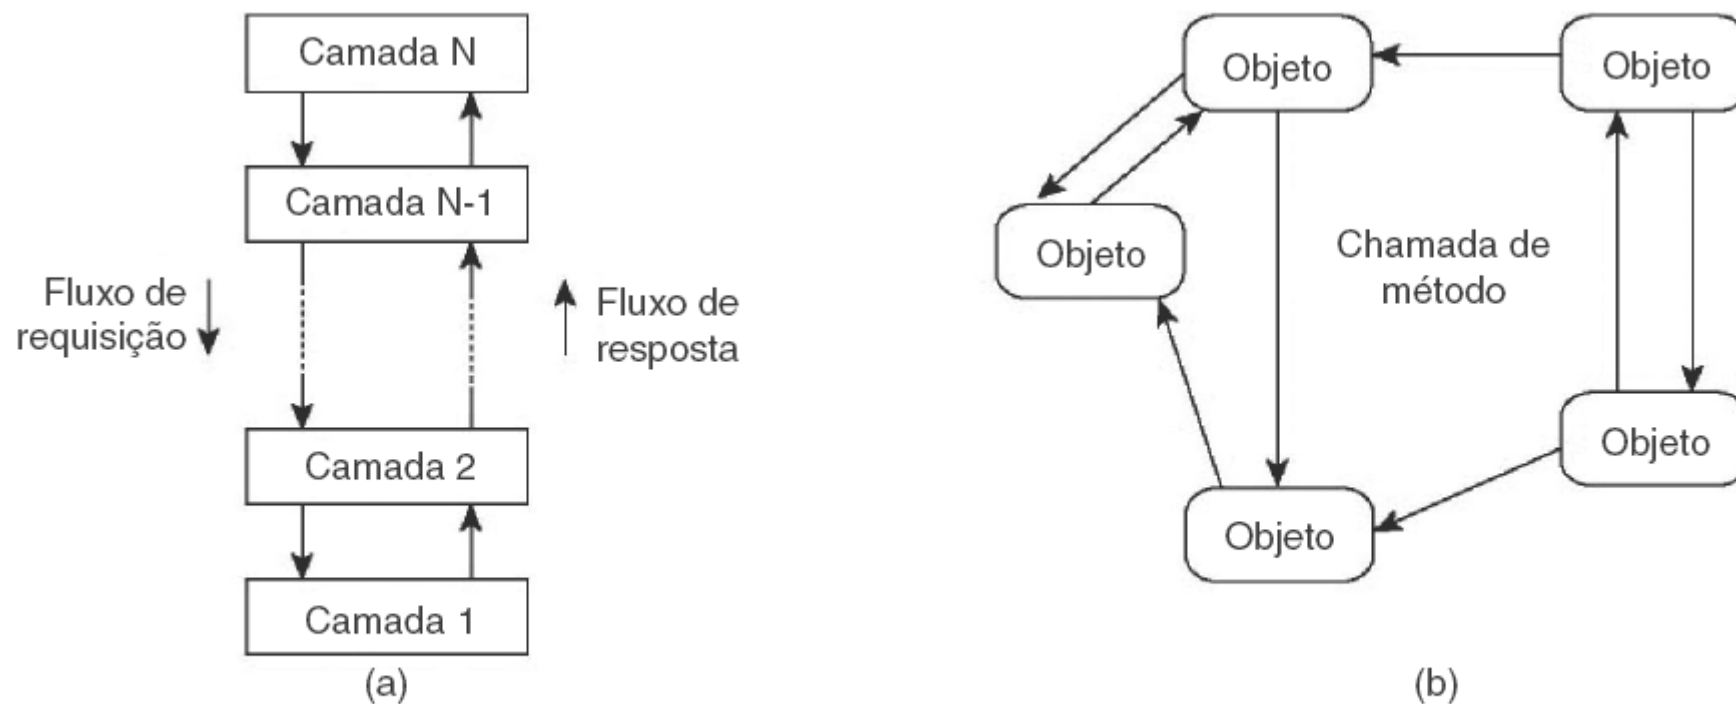 Camada N
Camada N-1
Fluxo de
requisição
Fluxo de
resposta
Camada 2
Camada 1
(a)
Objeto
Objeto
Objeto
Chamada de
método
Objeto
Objeto
(b)